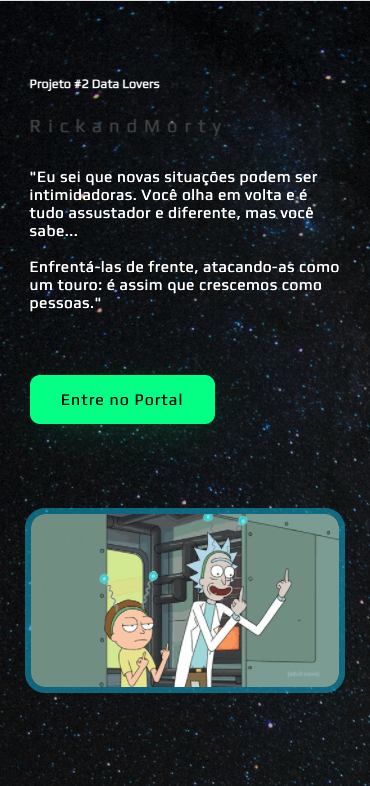 Projeto #2 Data Lovers
RickandMorty
"Eu sei que novas situações podem ser
intimidadoras. Você olha em volta e é
tudo assustador e diferente, mas você
sabe...
Enfrentá-las de frente, atacando-as como
um touro: é assim que crescemos como
pessoas."
Entre no Portal
[adult swim]